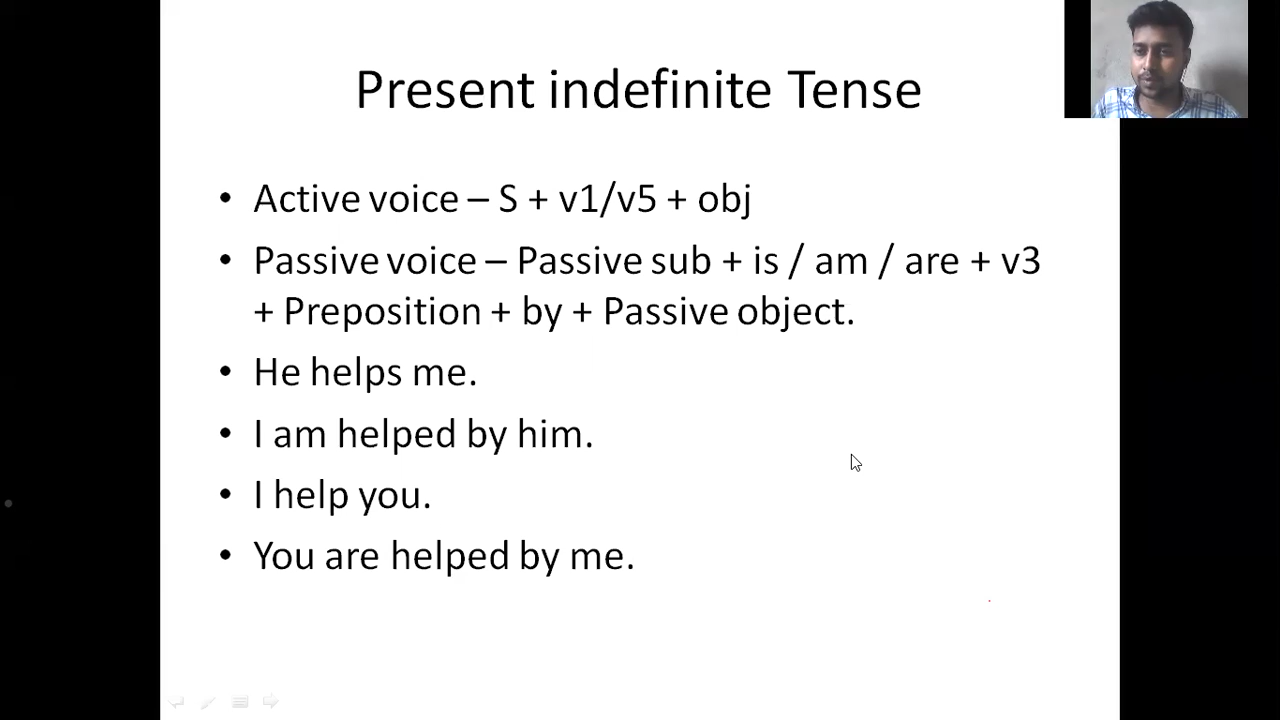 Present indefinite Tense
• Active voice – S + v1/v5 + obj
• Passive voice – Passive sub + is / am / are + v3
+ Preposition + by + Passive object.
• He helps me.
• I am helped by him.
• I help you.
• You are helped by me.